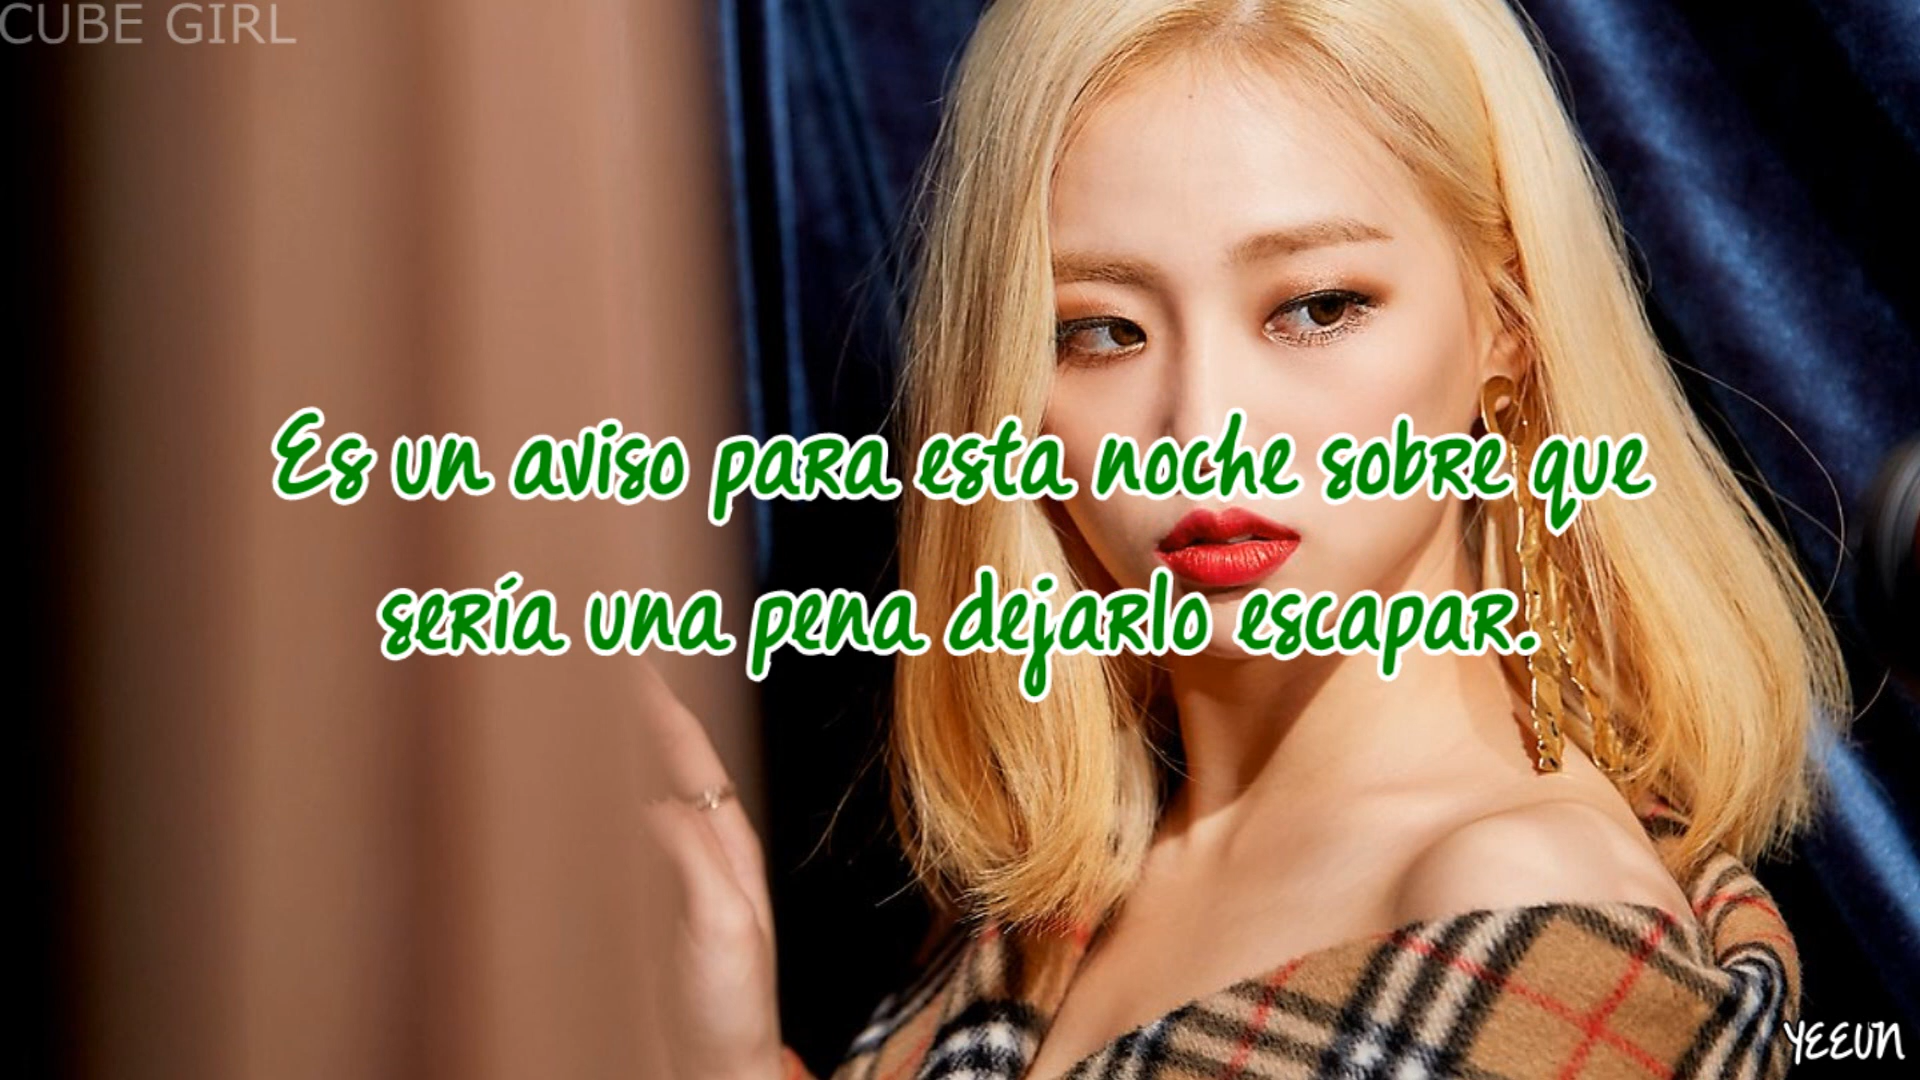 CUBE GIRL
Es un aviso para esta noche sobre que
sería una pena dejarlo escapar.
YEEUN